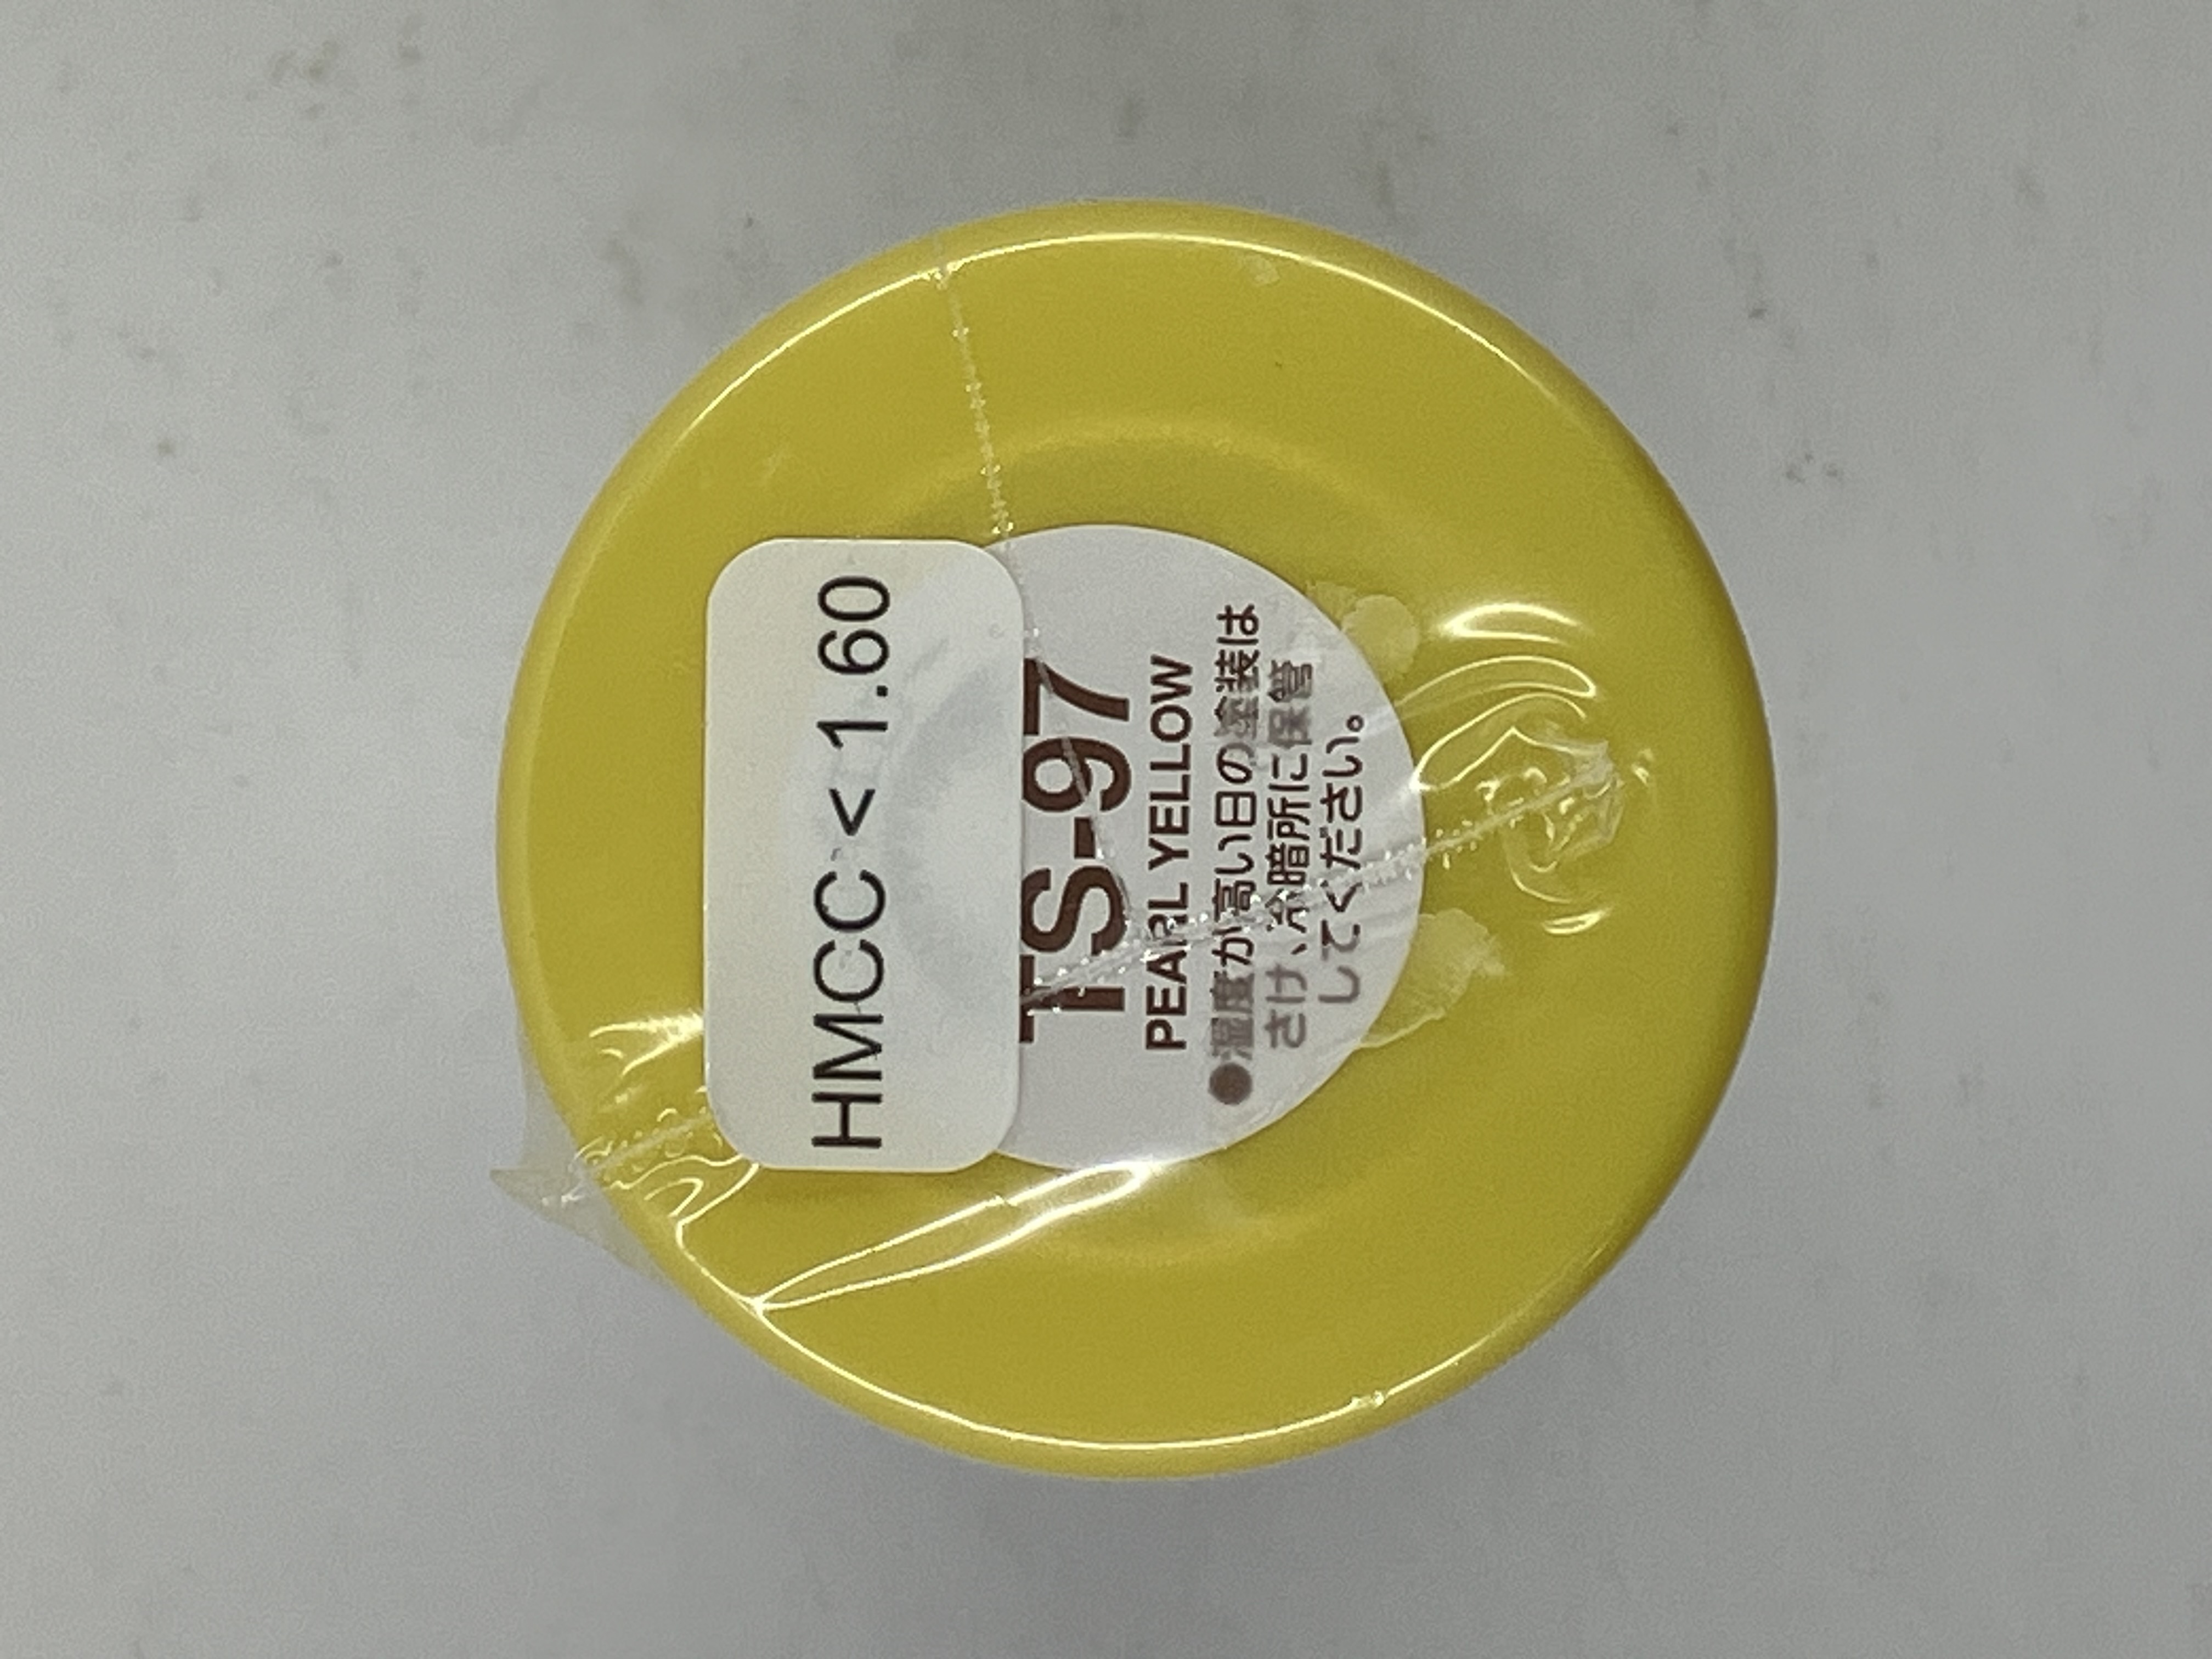 HMCC < 1.60
TS-97
PEARL YELLOW
●湿度が高い日の塗装は
さけ、冷暗所に保管
してください。